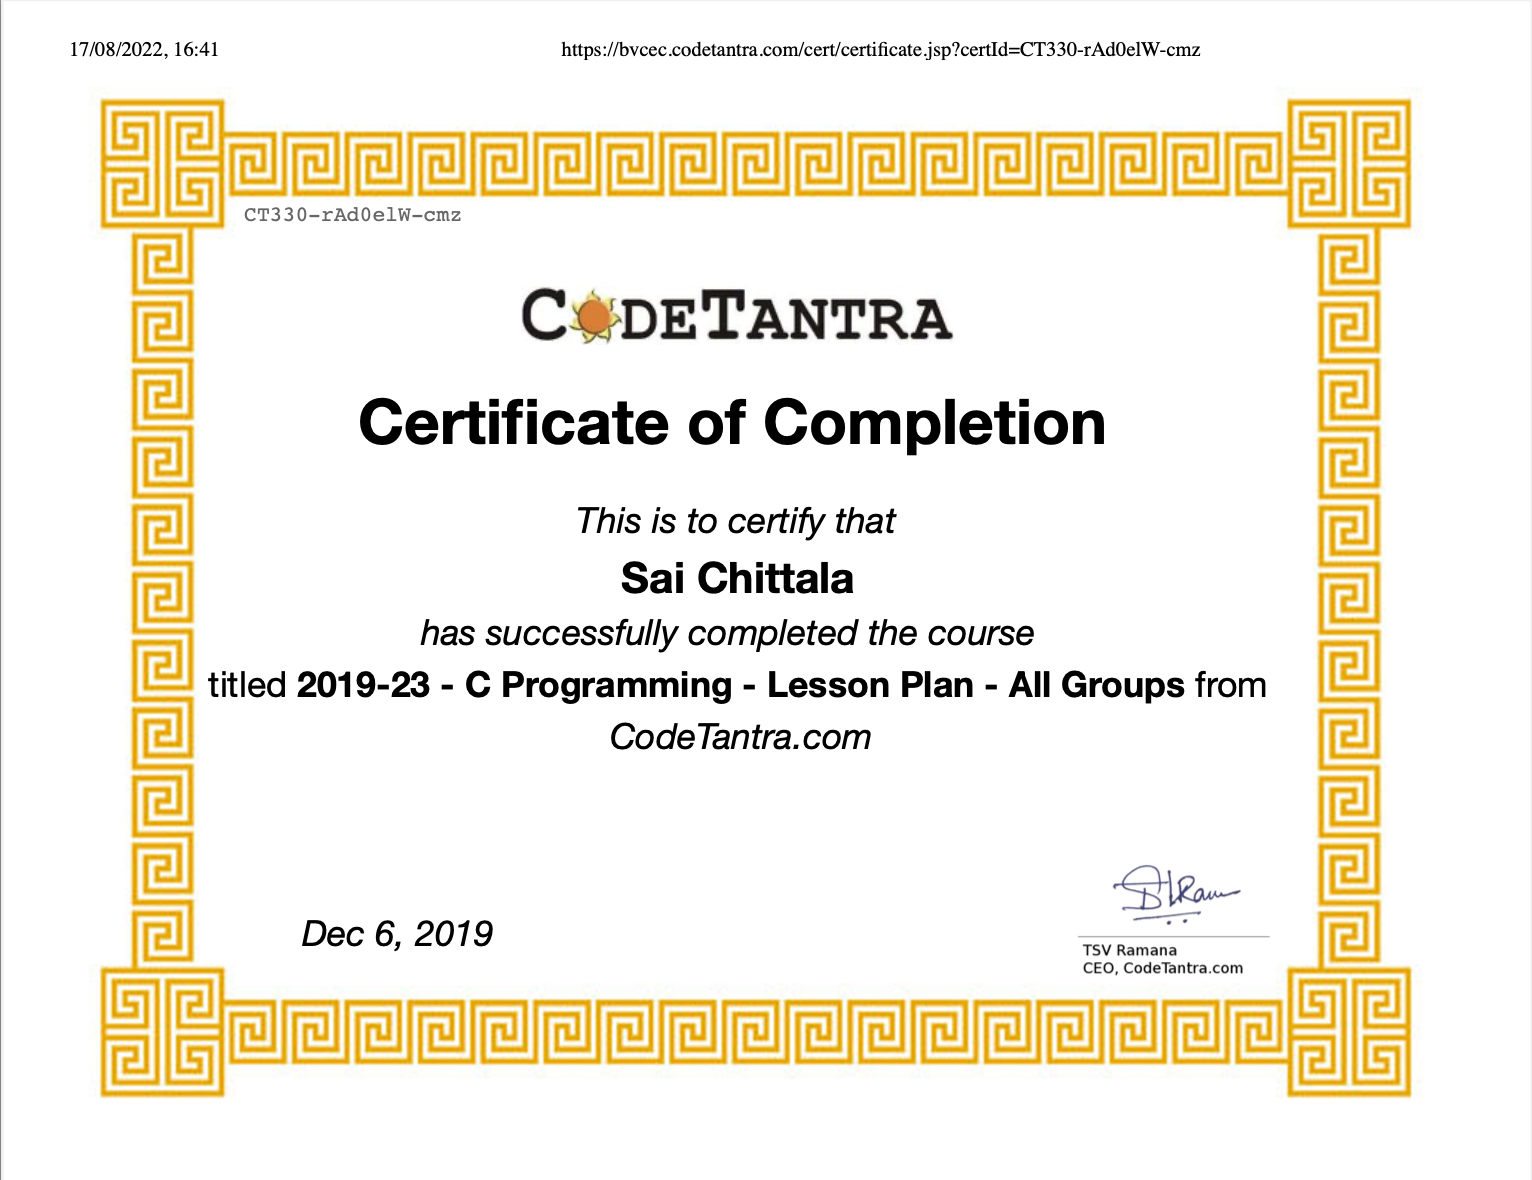 17/08/2022, 16:41 https://bvcec.codetantra.com/cert/certificate.jsp?certId=CT330-rAd0elW-cmz
CT330-rAd0elW-cmz
CODETANTRA
Certificate of Completion
This is to certify that
Sai Chittala
has successfully completed the course
titled 2019-23 - C Programming - Lesson Plan - All Groups from
CodeTantra.com
Dec 6, 2019
TSV Ramana
CEO, CodeTantra.com